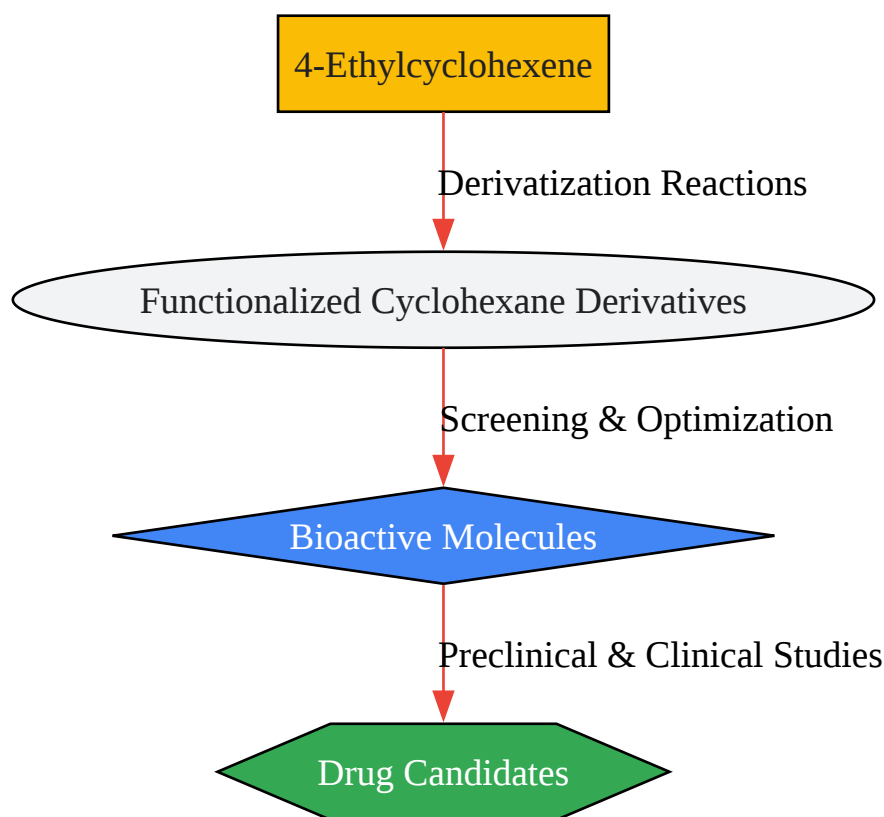 4-Ethylcyclohexene
Derivatization Reactions
Functionalized Cyclohexane Derivatives
Screening & Optimization
Bioactive Molecules
Preclinical & Clinical Studies
Drug Candidates